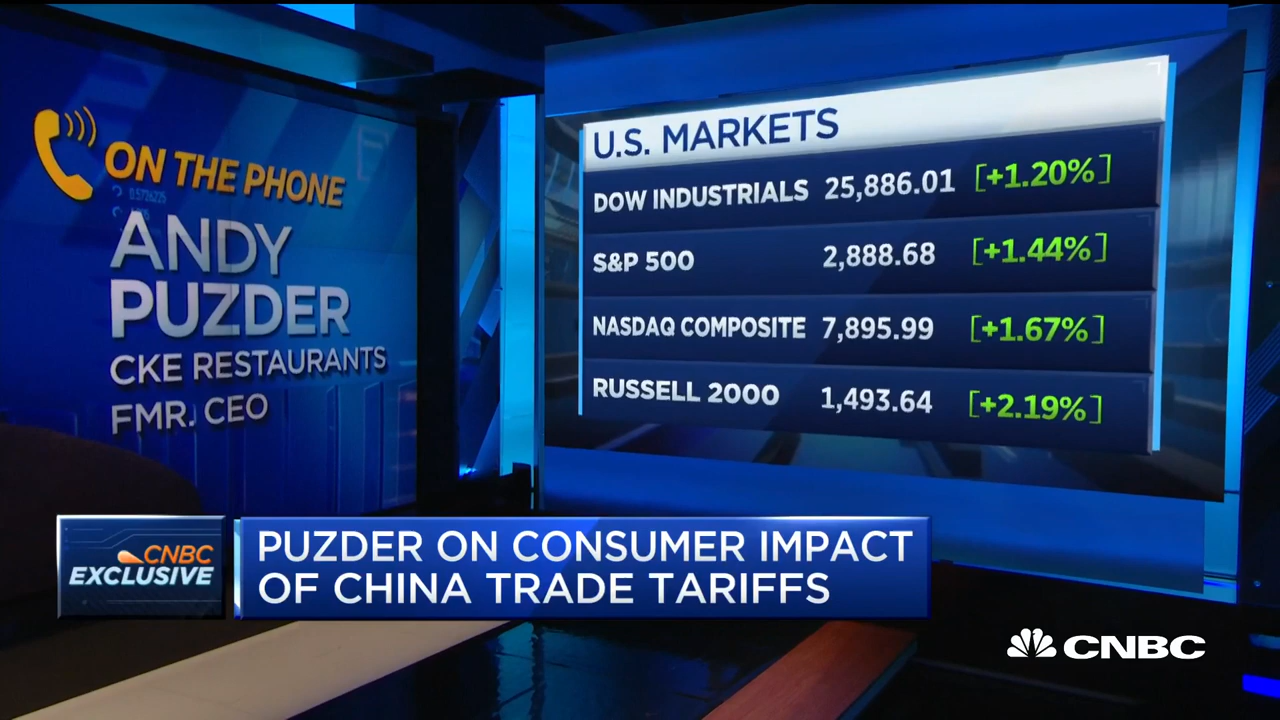 ON THE PHONE
ANDY
PUZDER
CKE RESTAURANTS
FMR. CEO
U.S. MARKETS
DOW INDUSTRIALS 25,886.01 [+1.20%]
S&P 500 2,888.68 [+1.44%]
NASDAQ COMPOSITE 7,895.99 [+1.67%]
RUSSELL 2000 1,493.64 [+2.19%]
CNBC
EXCLUSIVE
PUZDER ON CONSUMER IMPACT
OF CHINA TRADE TARIFFS
CNBC